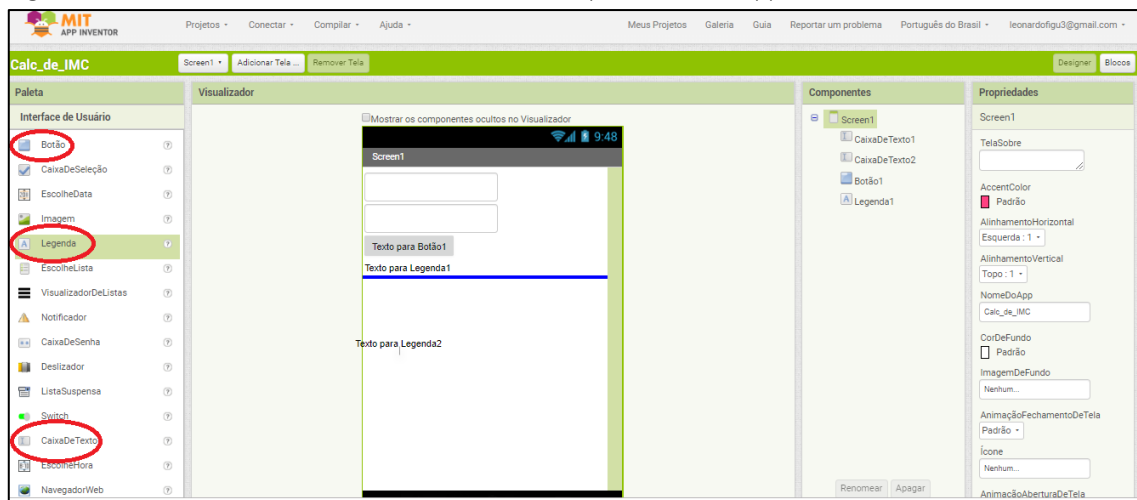 MIT
APP INVENTOR
Projetos
Conectar
Compilar
Ajuda
Meus Projetos
Galeria
Guia
Reportar um problema
Português do Brasil
leonardofigu3@gmail.com
Calc_de_IMC
Screen1
Adicionar Tela ...
Remover Tela
Designer
Blocos
Paleta
Visualizador
Componentes
Propriedades
Interface de Usuário
Botão
CaixaDeSeleção
EscolheData
Imagem
Legenda
EscolheLista
VisualizadorDeListas
Notificador
CaixaDeSenha
Deslizador
ListaSuspensa
Switch
CaixaDeTexto
EscolheHora
NavegadorWeb
Mostrar os componentes ocultos no Visualizador
9:48
Screen1
Texto para Botão1
Texto para Legenda1
Texto para Legenda2
Screen1
CaixaDeTexto1
CaixaDeTexto2
Botão1
Legenda1
Renomear
Apagar
Screen1
TelaSobre
AccentColor
Padrão
AlinhamentoHorizontal
Esquerda : 1
AlinhamentoVertical
Topo : 1
NomeDoApp
Calc_de_IMC
CorDeFundo
Padrão
ImagemDeFundo
Nenhum...
AnimaçãoFechamentoDeTela
Padrão
Ícone
Nenhum...
AnimaçãoAberturaDeTela